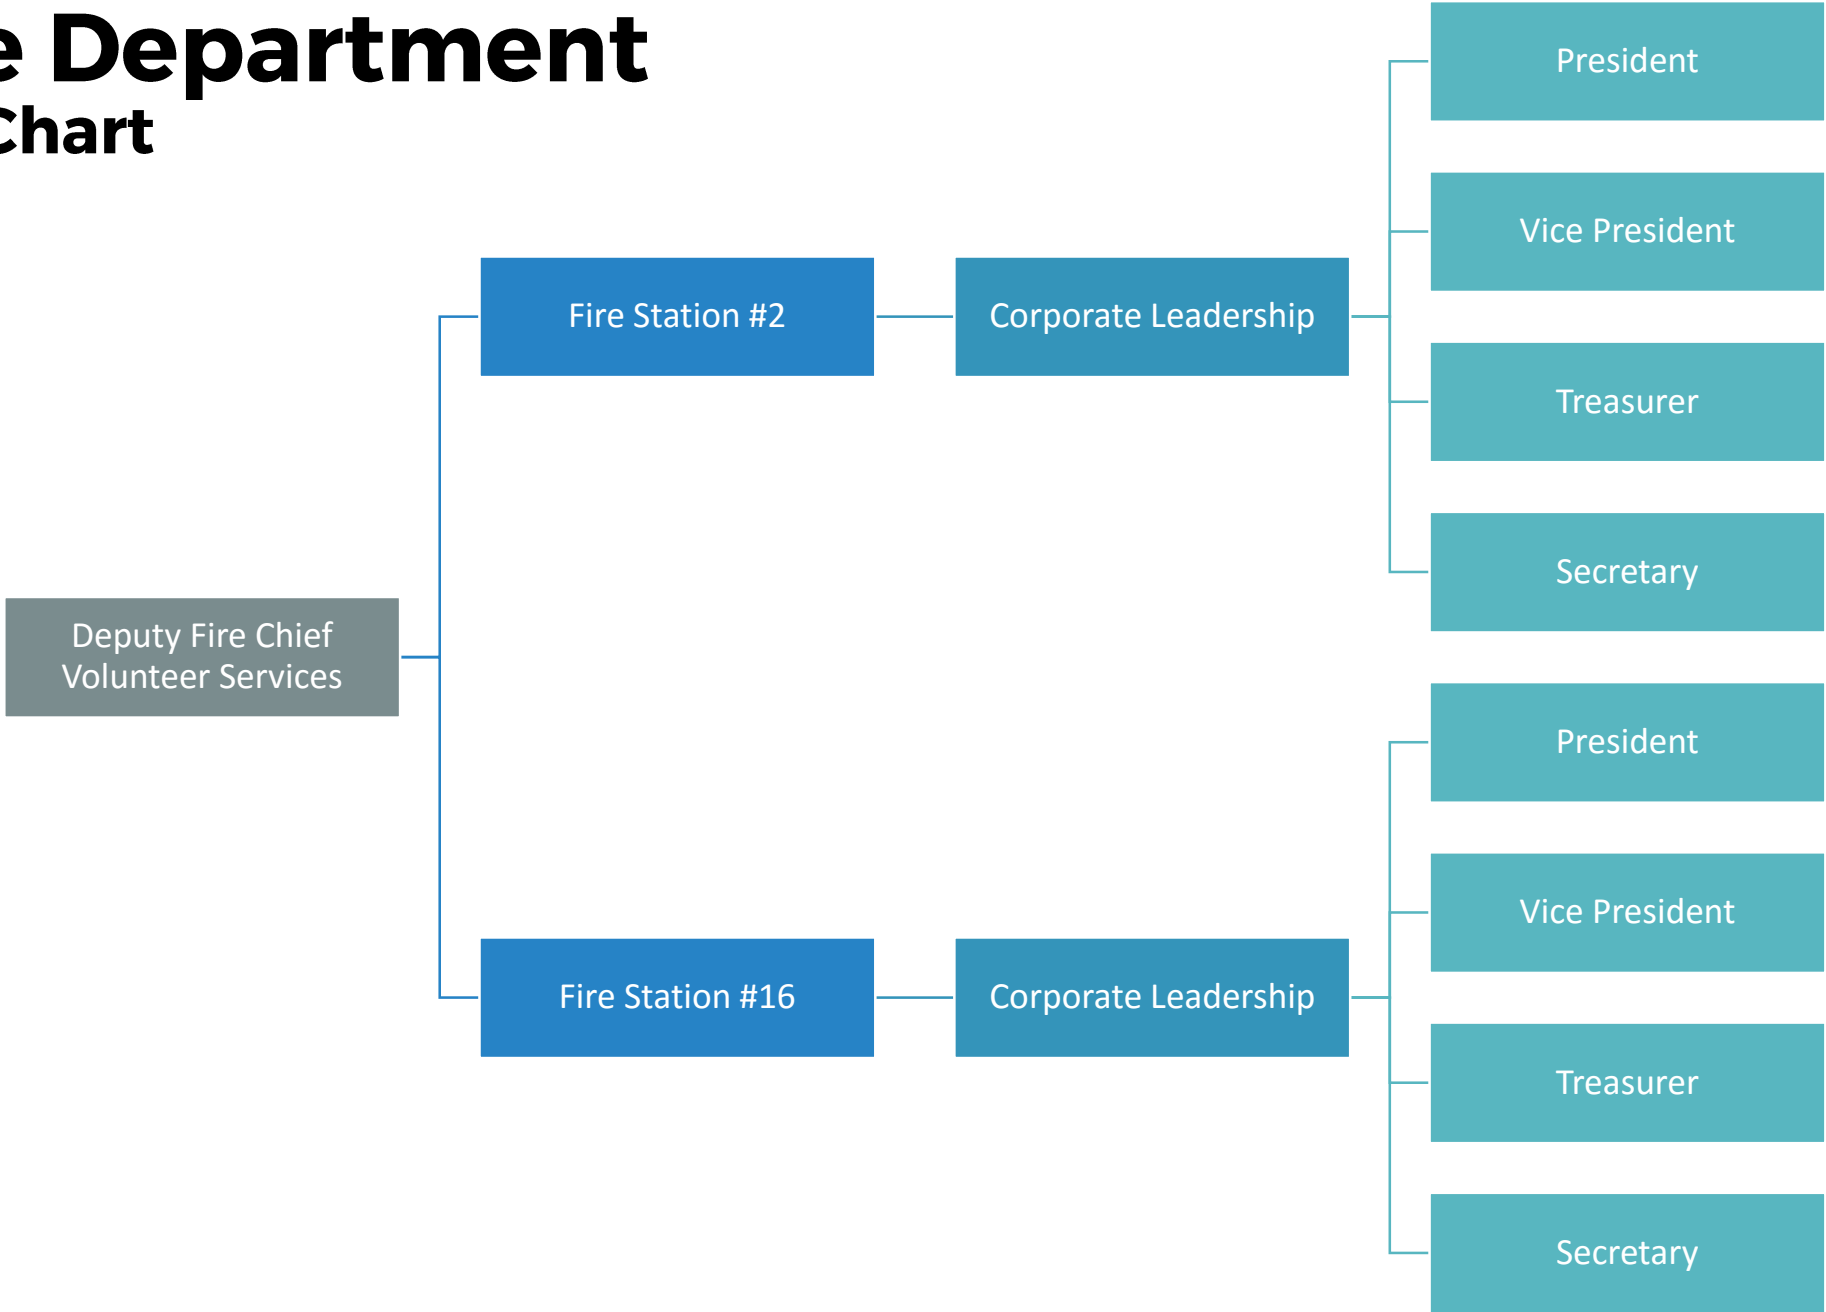 e Department
Chart
Deputy Fire Chief
Volunteer Services
Fire Station #2
Corporate Leadership
President
Vice President
Treasurer
Secretary
Fire Station #16
Corporate Leadership
President
Vice President
Treasurer
Secretary